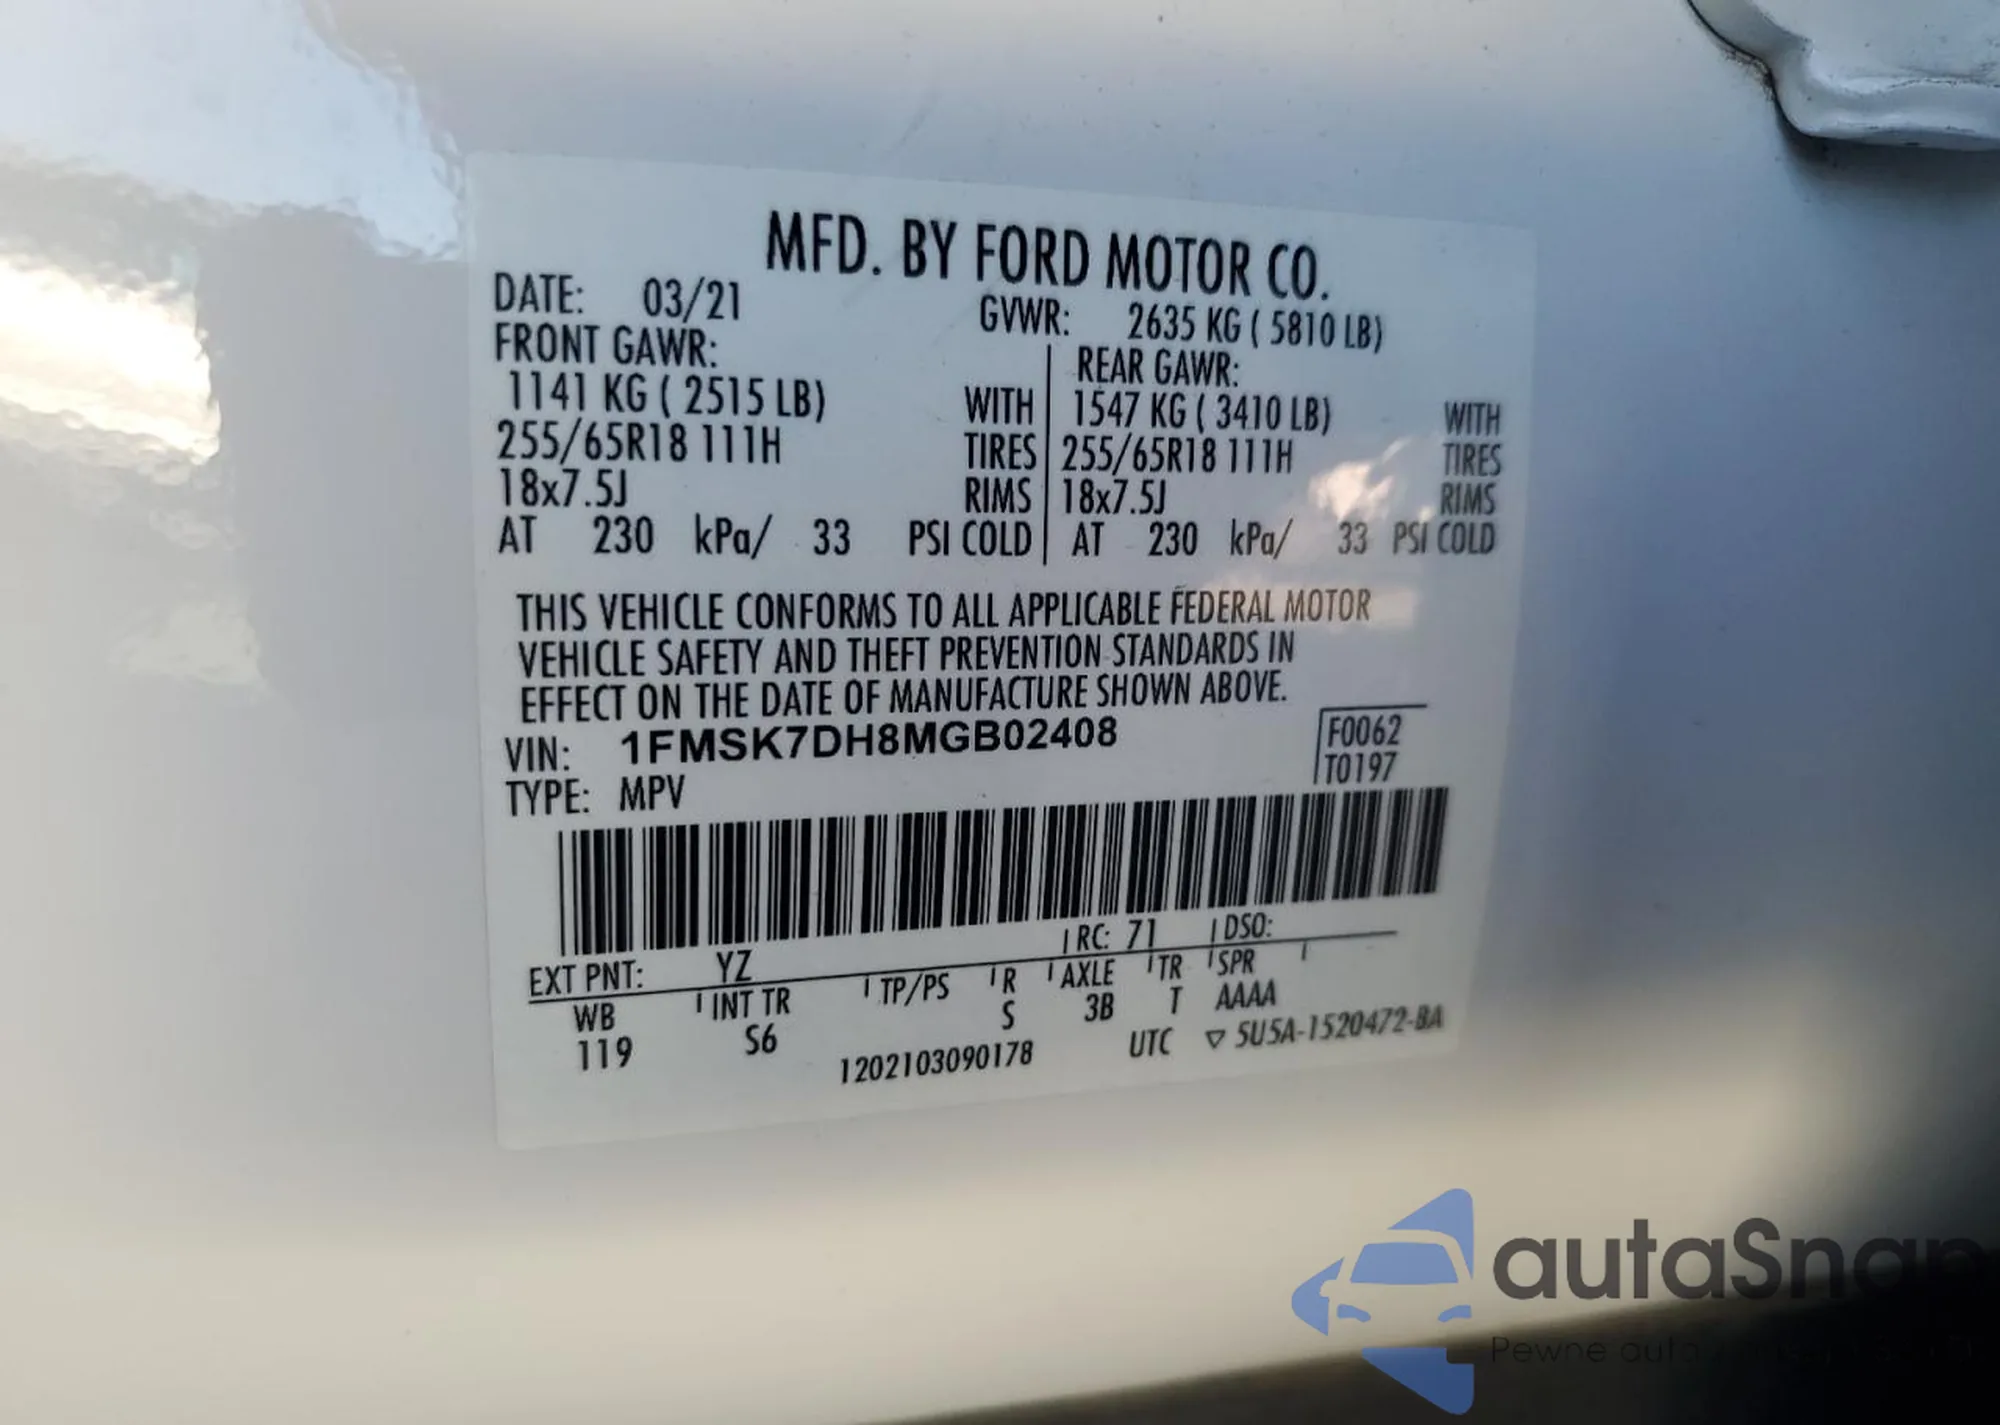 MFD. BY FORD MOTOR CO.
DATE: 03/21 GVWR: 2635 KG ( 5810 LB)
FRONT GAWR: REAR GAWR:
1141 KG ( 2515 LB) WITH 1547 KG ( 3410 LB) WITH
255/65R18 111H TIRES 255/65R18 111H TIRES
18x7.5J RIMS 18x7.5J RIMS
AT 230 kPa/ 33 PSI COLD AT 230 kPa/ 33 PSI COLD
THIS VEHICLE CONFORMS TO ALL APPLICABLE FEDERAL MOTOR
VEHICLE SAFETY AND THEFT PREVENTION STANDARDS IN
EFFECT ON THE DATE OF MANUFACTURE SHOWN ABOVE.
VIN: 1FMSK7DH8MGB02408 F0062
TYPE: MPV T0197
EXT PNT: YZ RC: 71 DSO:
WB INT TR TP/PS R AXLE TR SPR
119 S6 S 3B T AAAA
1202103090178 UTC ▽ 5U5A-1520472-BA
autaSnap
Pewne auta